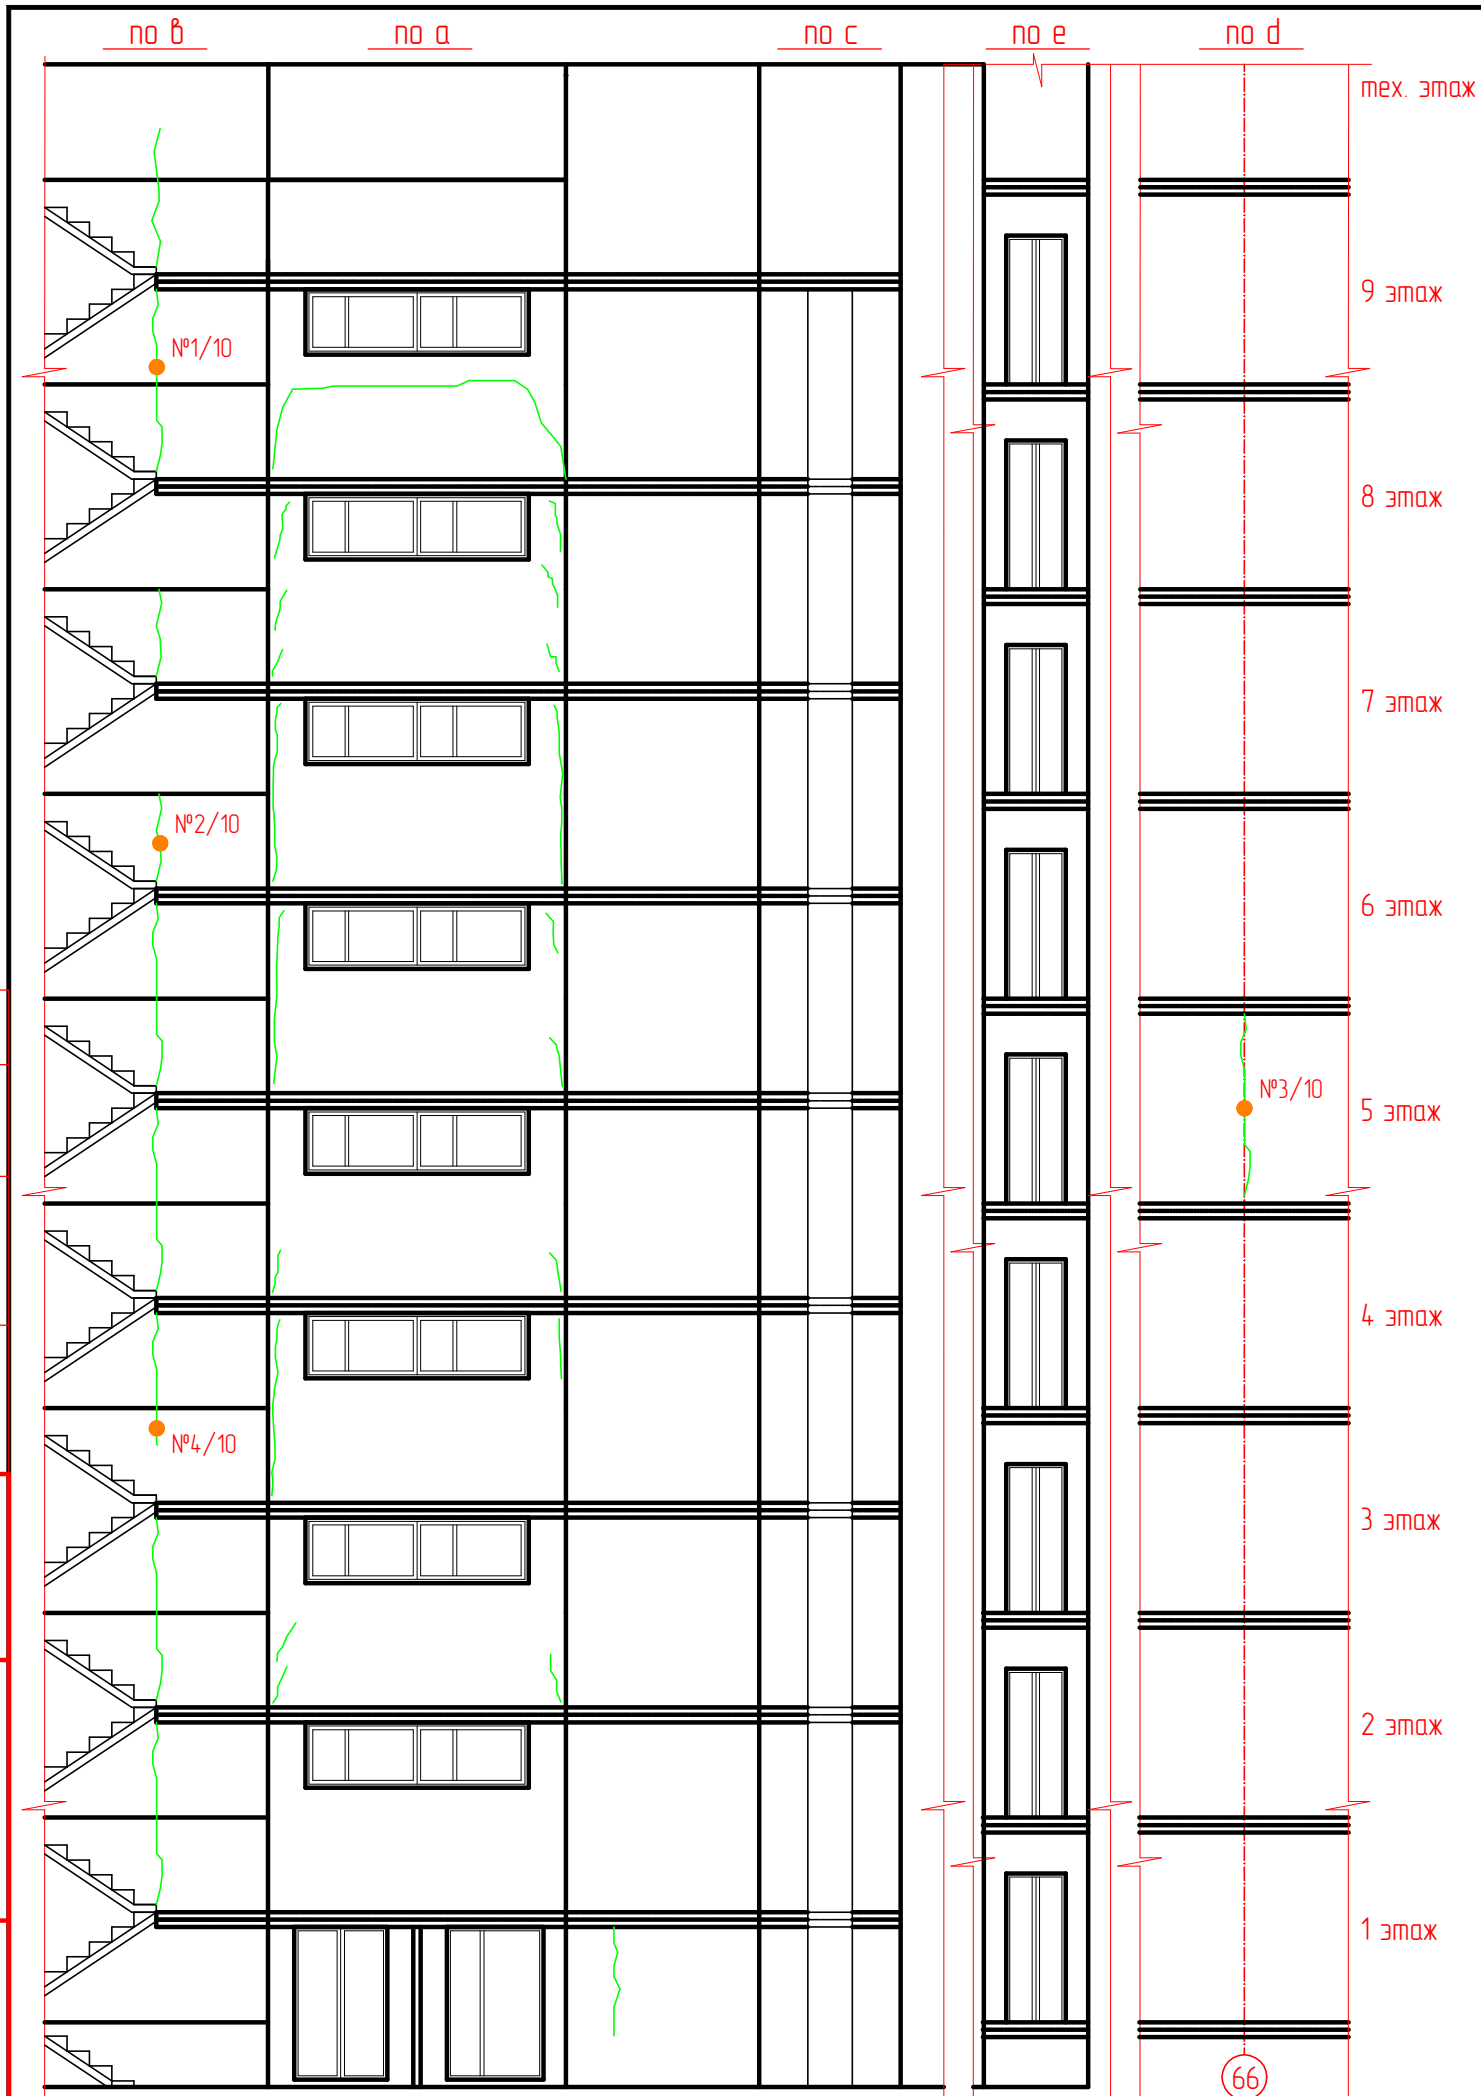 по в
по а
по с
по е
по d
тех. этаж
9 этаж
№1/10
8 этаж
7 этаж
№2/10
6 этаж
№3/10
5 этаж
4 этаж
№4/10
3 этаж
2 этаж
1 этаж
66